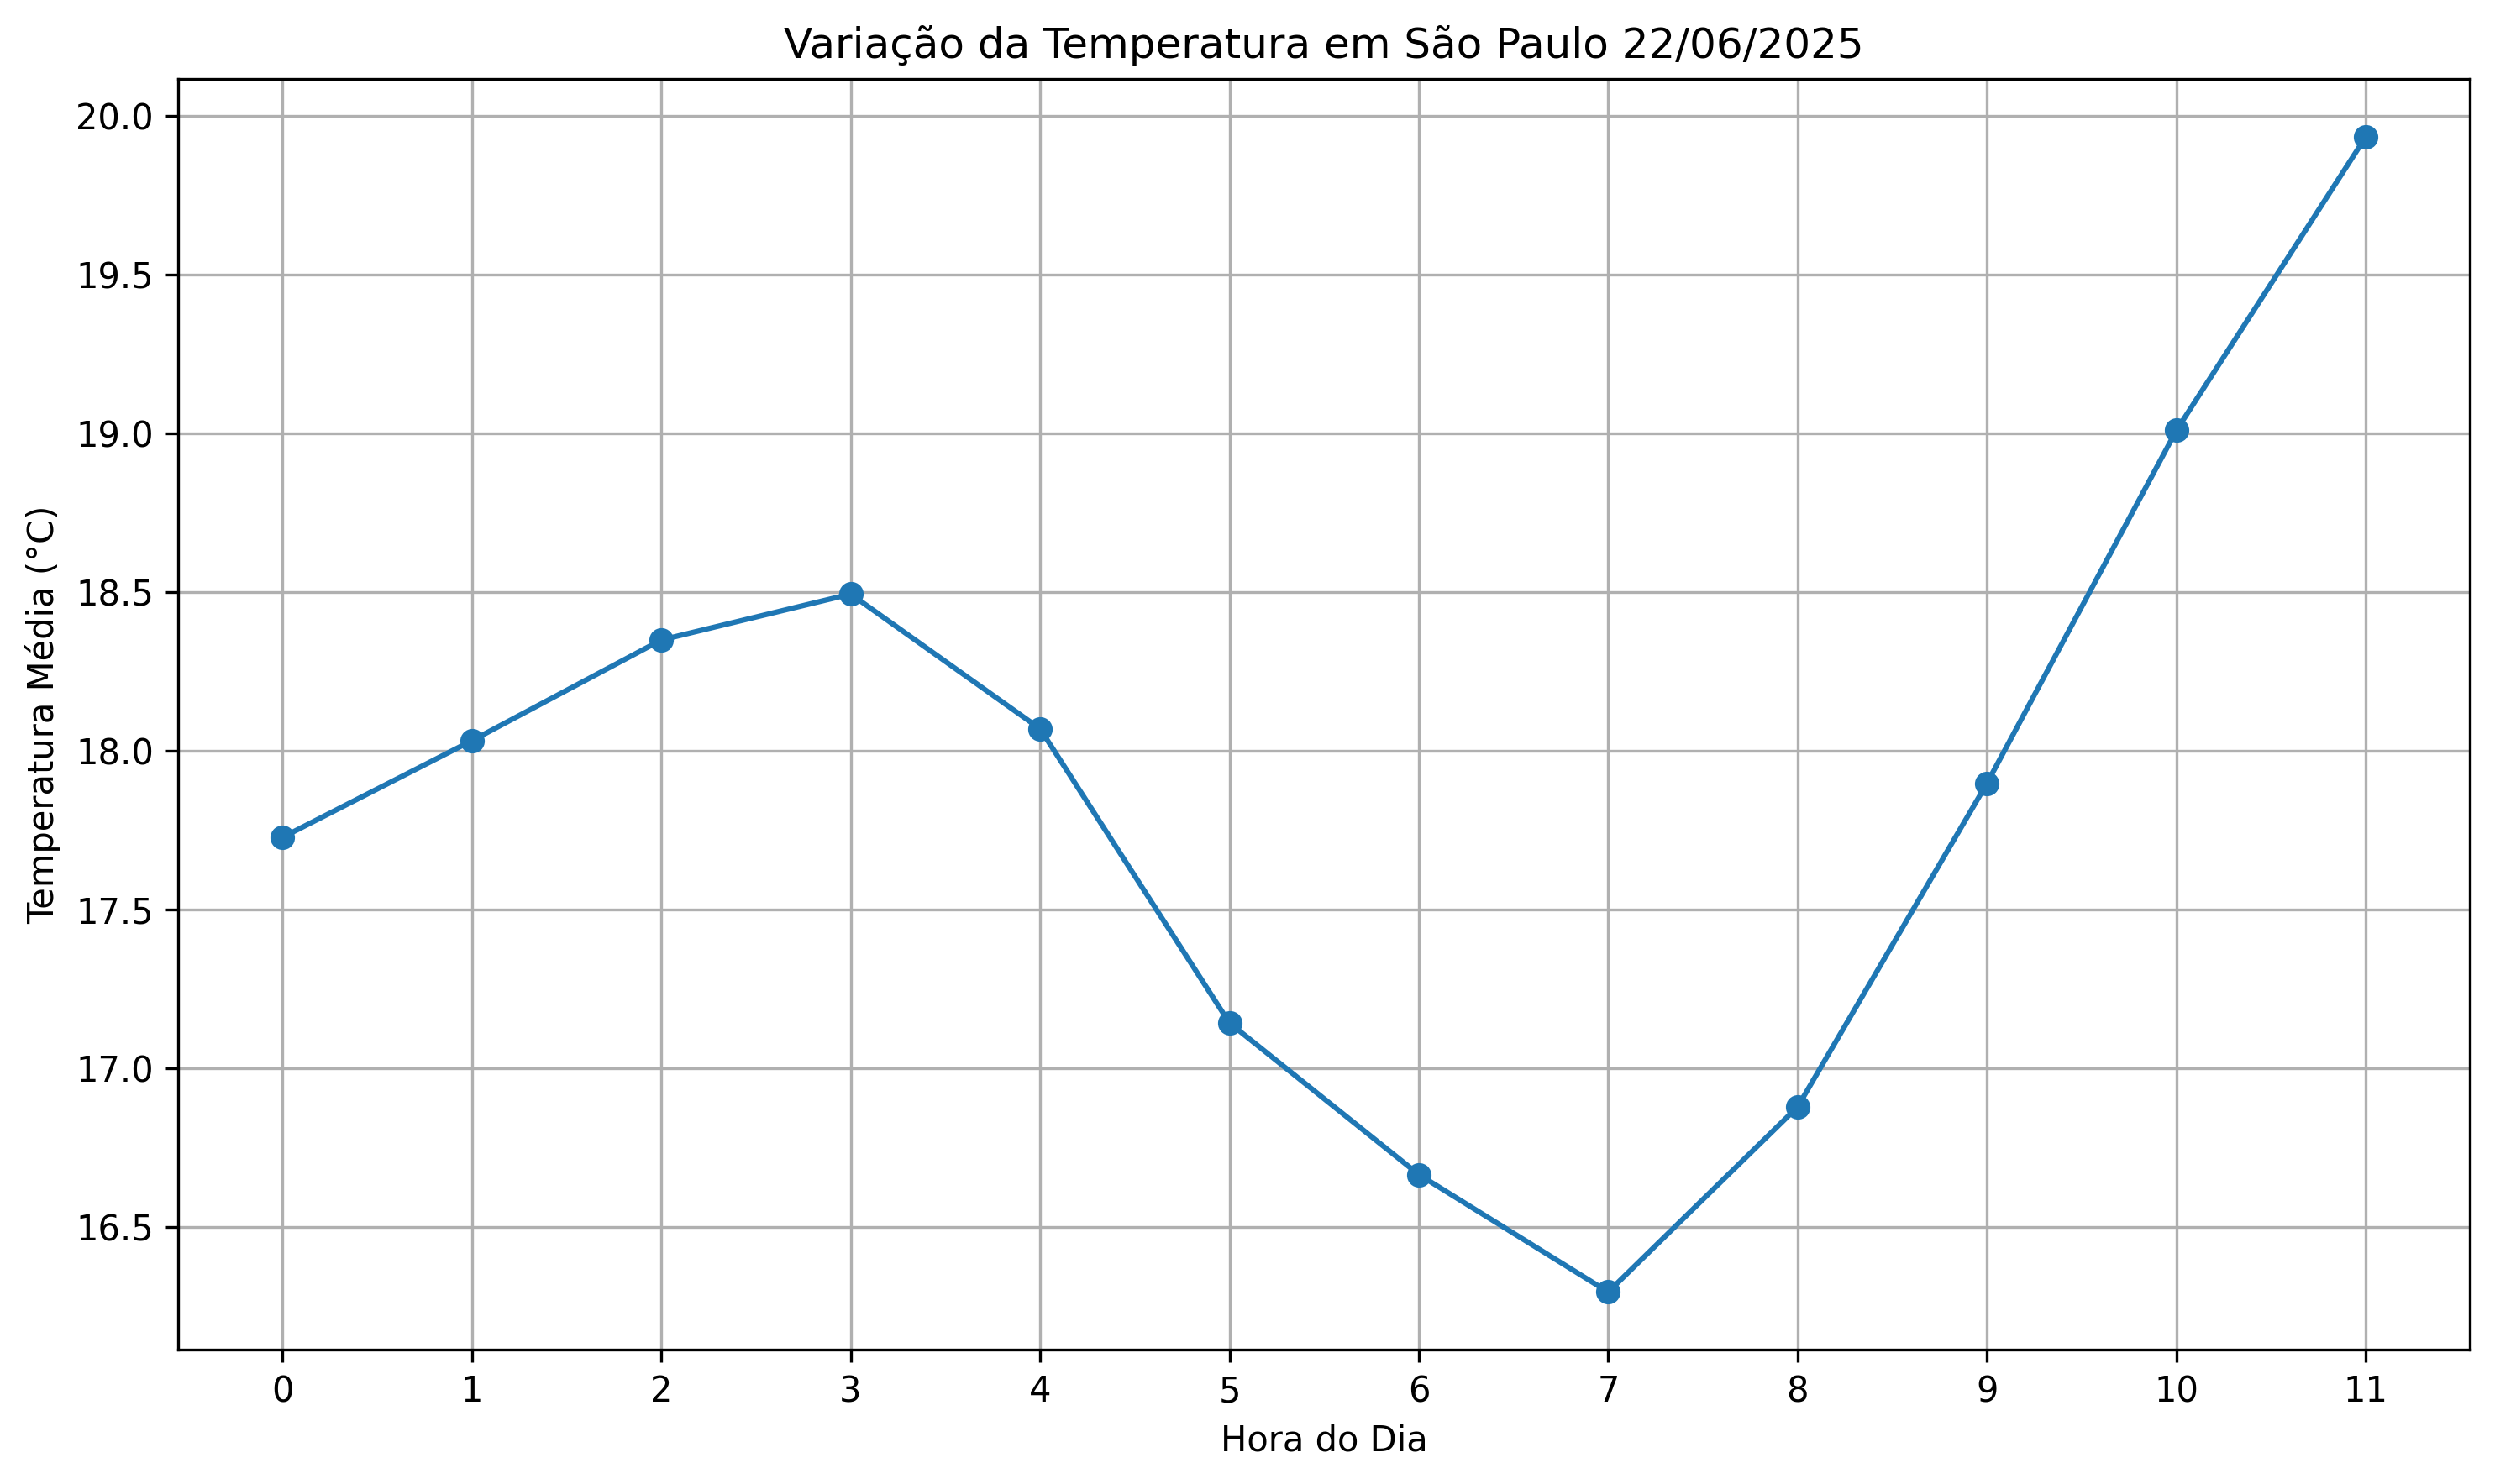 Variação da Temperatura em São Paulo 22/06/2025
20.0
19.5
19.0
18.5
18.0
17.5
17.0
16.5
Temperatura Média (°C)
0 1 2 3 4 5 6 7 8 9 10 11
Hora do Dia